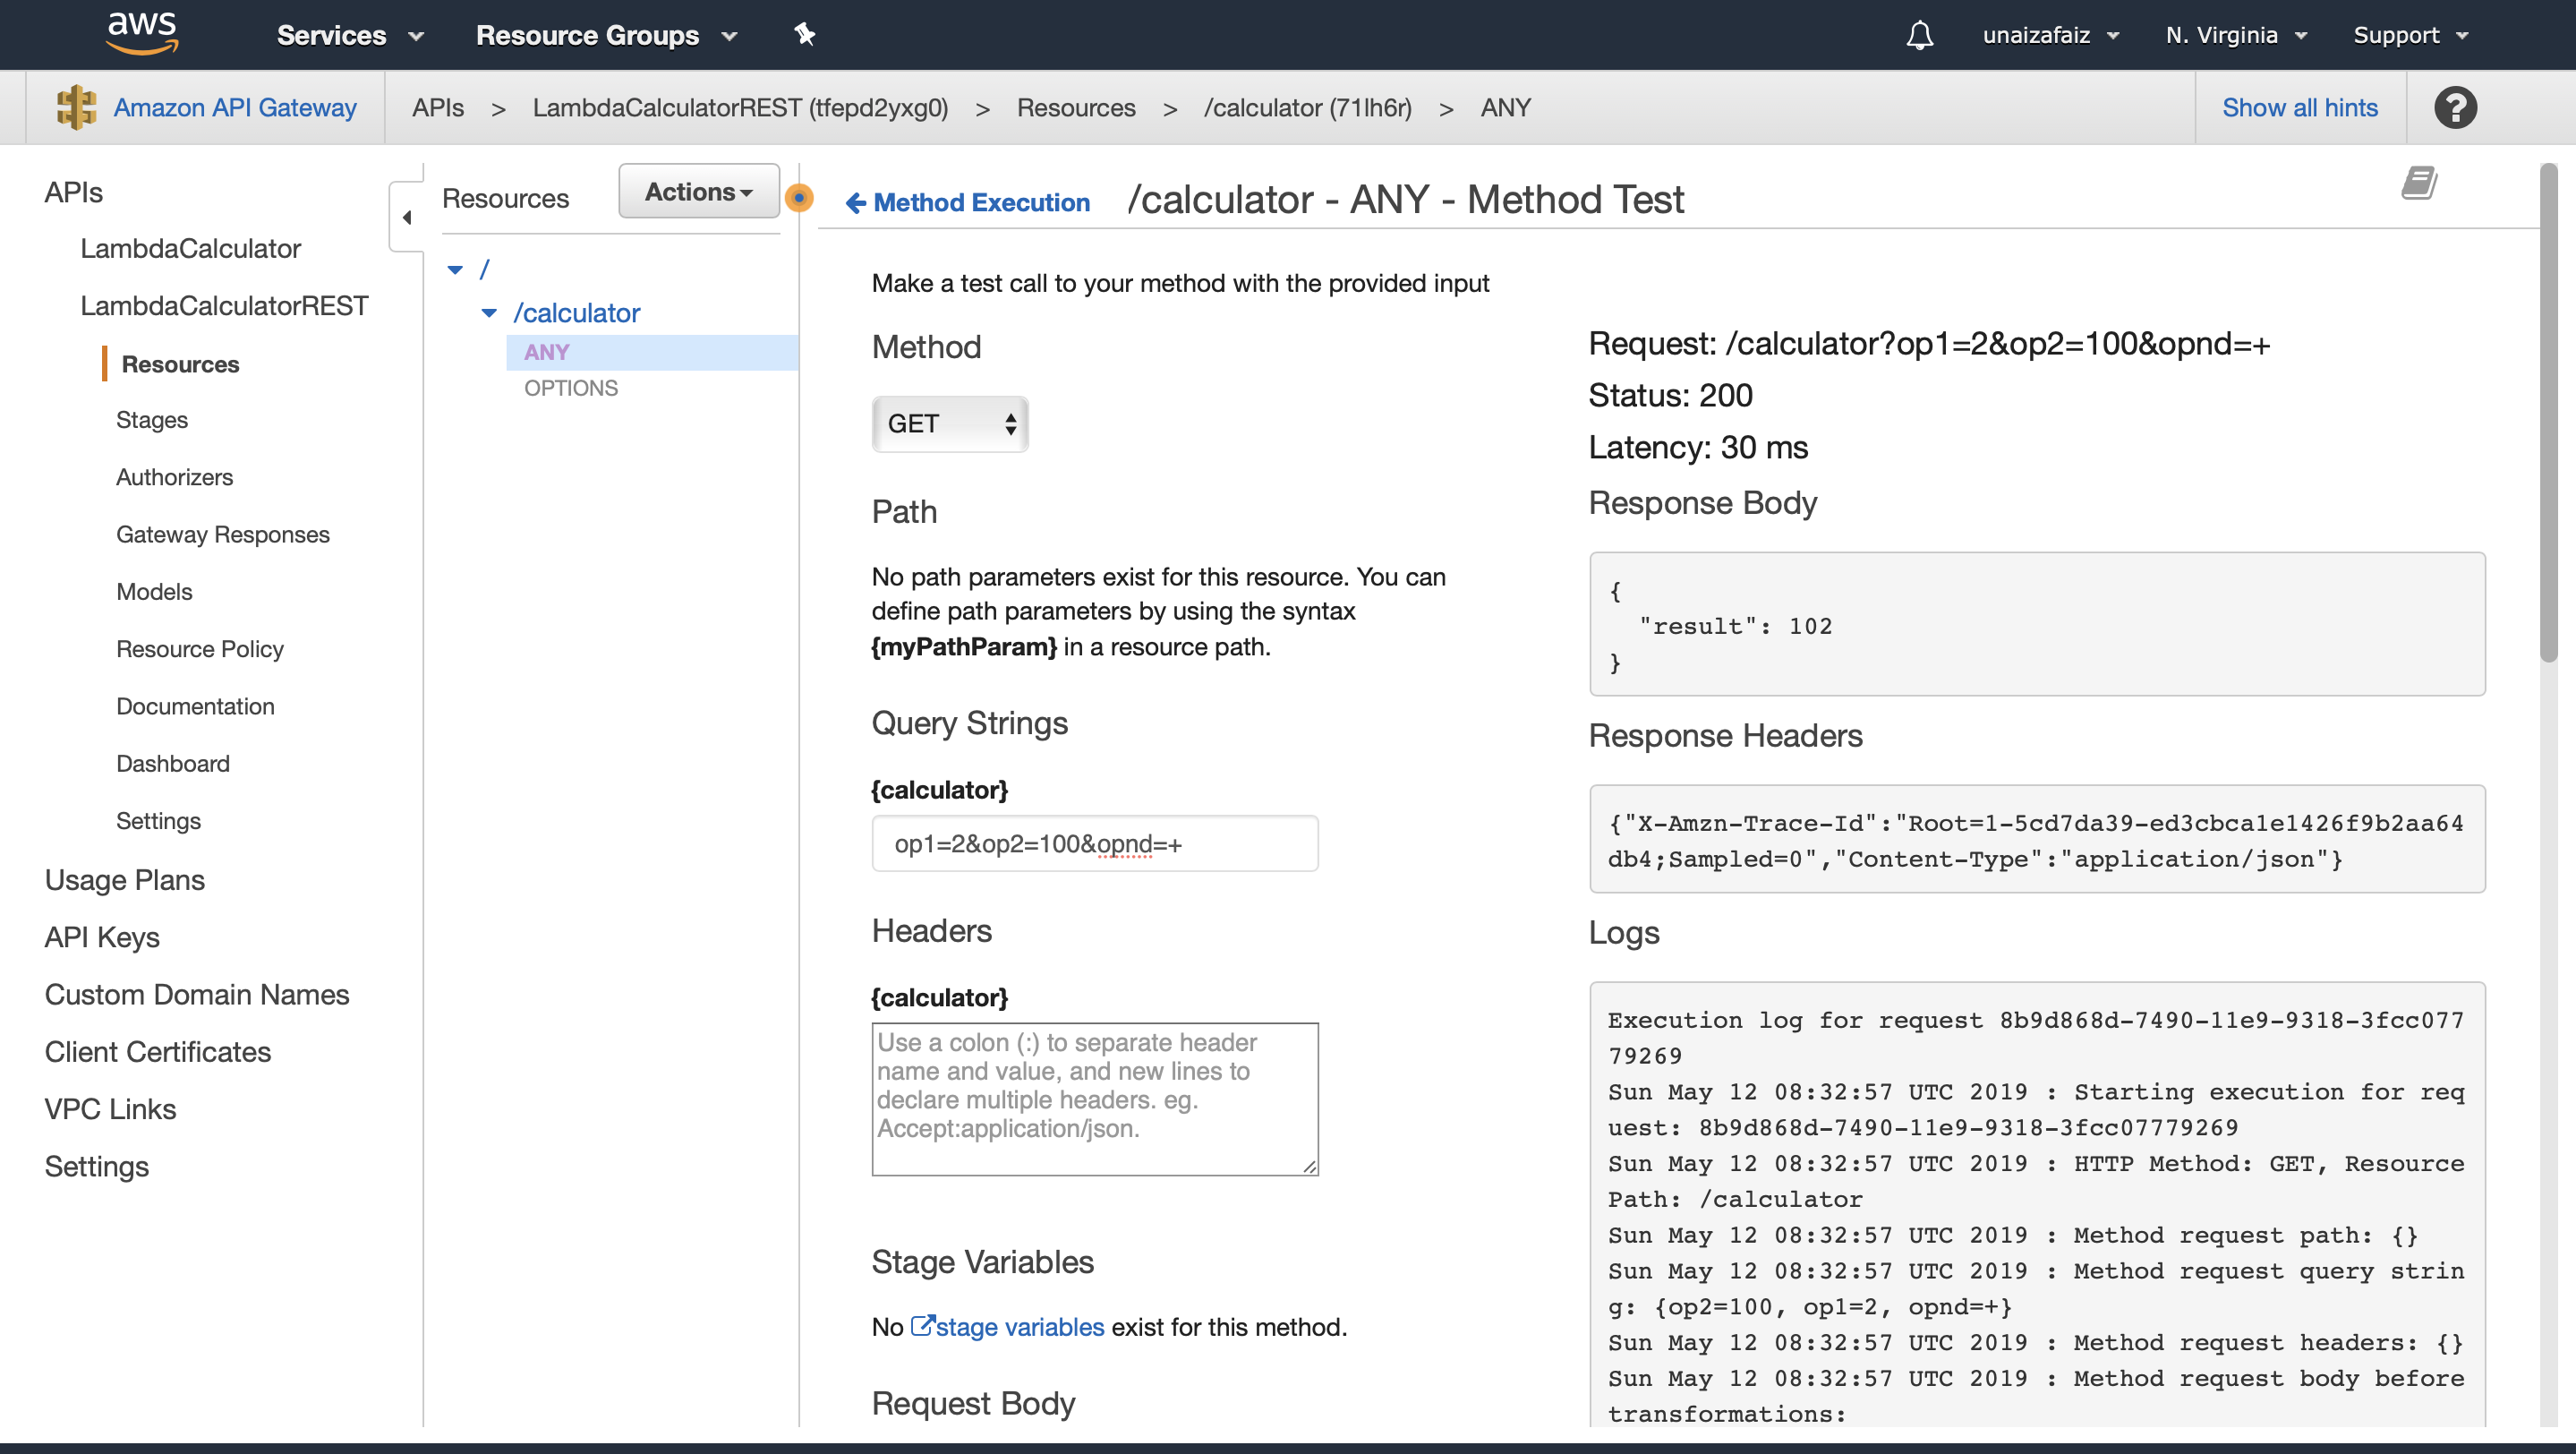 aws
Services
Resource Groups
unaizafaiz
N. Virginia
Support
Amazon API Gateway
APIs > LambdaCalculatorREST (tfepd2yxg0) > Resources > /calculator (71lh6r) > ANY
Show all hints
?
APIs
LambdaCalculator
LambdaCalculatorREST
Resources
Stages
Authorizers
Gateway Responses
Models
Resource Policy
Documentation
Dashboard
Settings
Usage Plans
API Keys
Custom Domain Names
Client Certificates
VPC Links
Settings
Resources
Actions
/
/calculator
ANY
OPTIONS
Method Execution
/calculator - ANY - Method Test
Make a test call to your method with the provided input
Method
GET
Path
No path parameters exist for this resource. You can
define path parameters by using the syntax
{myPathParam} in a resource path.
Query Strings
{calculator}
op1=2&op2=100&opnd=+
Headers
{calculator}
Use a colon (:) to separate header
name and value, and new lines to
declare multiple headers. eg.
Accept:application/json.
Stage Variables
No stage variables exist for this method.
Request Body
Request: /calculator?op1=2&op2=100&opnd=+
Status: 200
Latency: 30 ms
Response Body
{
"result": 102
}
Response Headers
{"X-Amzn-Trace-Id":"Root=1-5cd7da39-ed3cbca1e1426f9b2aa64
db4;Sampled=0","Content-Type":"application/json"}
Logs
Execution log for request 8b9d868d-7490-11e9-9318-3fcc077
79269
Sun May 12 08:32:57 UTC 2019 : Starting execution for req
uest: 8b9d868d-7490-11e9-9318-3fcc07779269
Sun May 12 08:32:57 UTC 2019 : HTTP Method: GET, Resource
Path: /calculator
Sun May 12 08:32:57 UTC 2019 : Method request path: {}
Sun May 12 08:32:57 UTC 2019 : Method request query strin
g: {op2=100, op1=2, opnd=+}
Sun May 12 08:32:57 UTC 2019 : Method request headers: {}
Sun May 12 08:32:57 UTC 2019 : Method request body before
transformations: